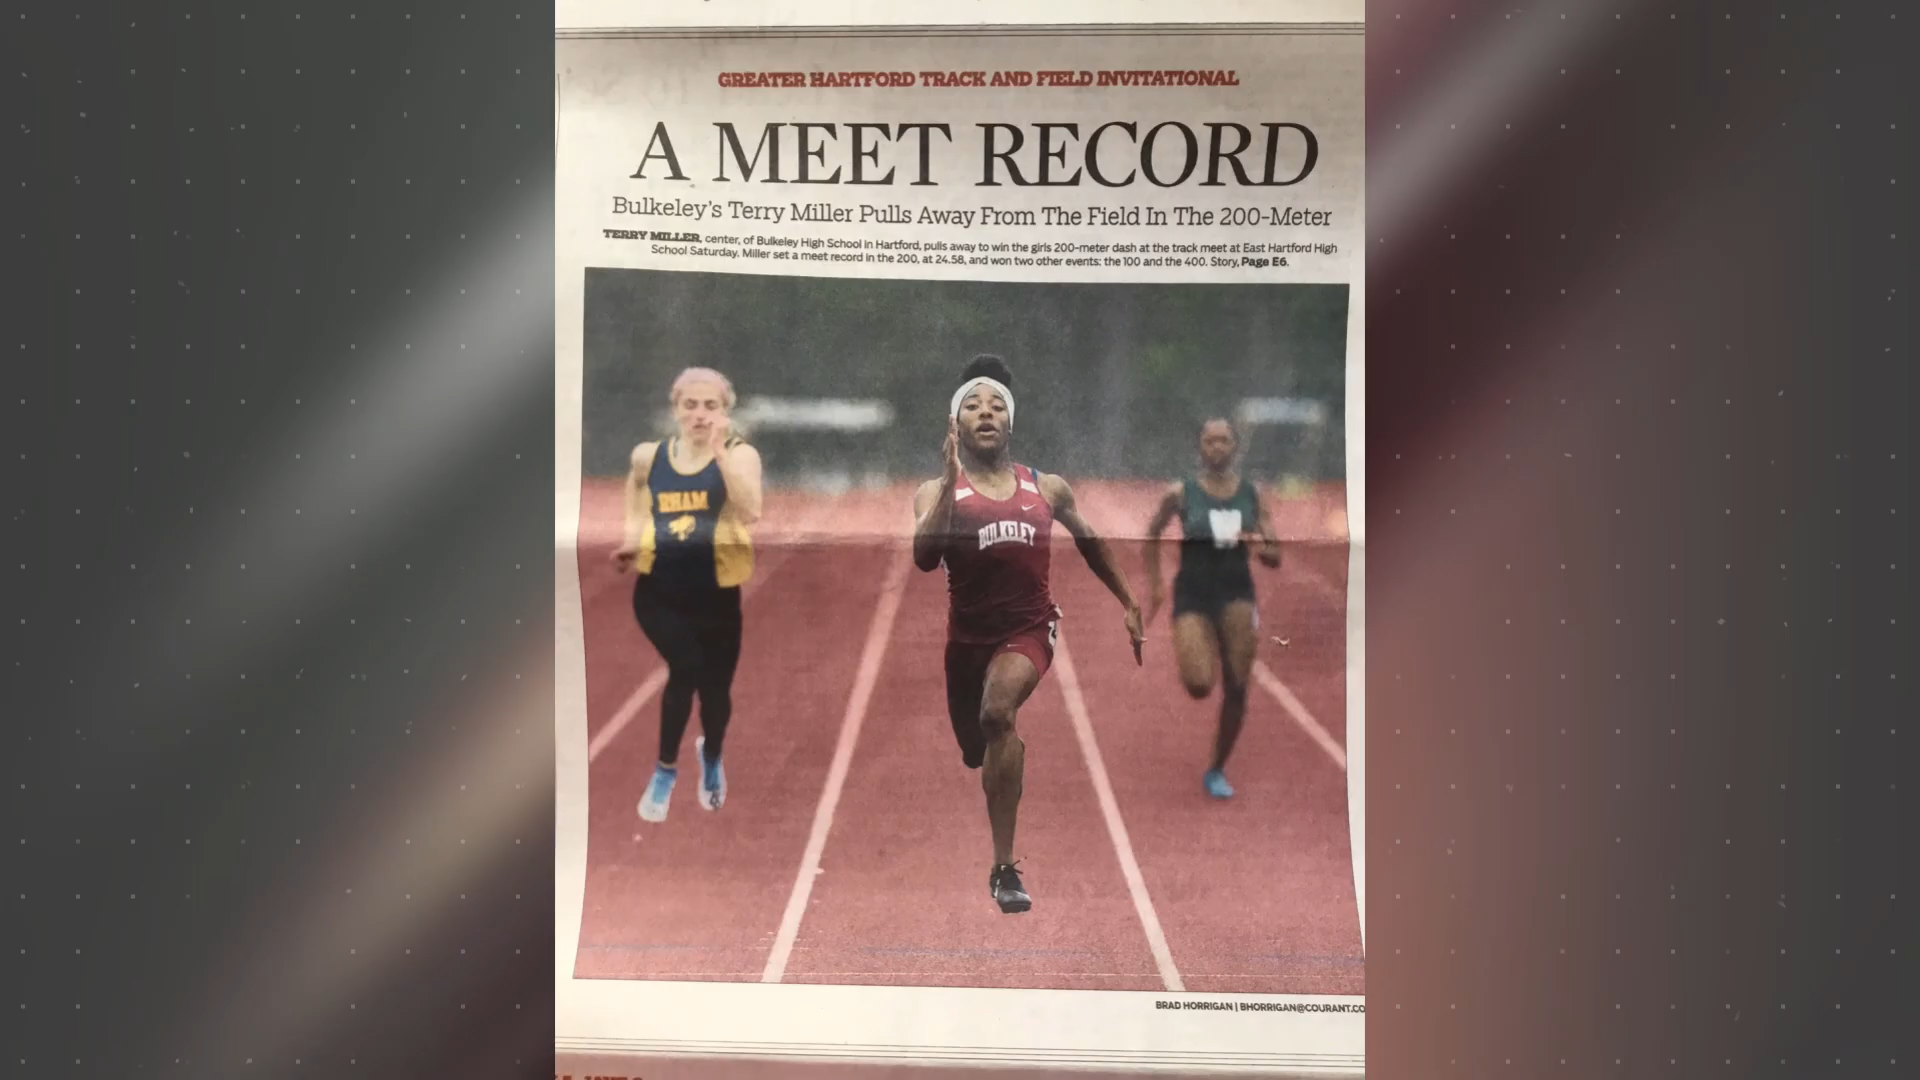 GREATER HARTFORD TRACK AND FIELD INVITATIONAL
A MEET RECORD
Bulkeley's Terry Miller Pulls Away From The Field In The 200-Meter
TERRY MILLER, center, of Bulkeley High School in Hartford, pulls away to win the girls 200-meter dash at the track meet at East Hartford High
School Saturday. Miller set a meet record in the 200, at 24.58, and won two other events: the 100 and the 400. Story, Page E6.
RHAM
BULKELEY
BRAD HORRIGAN | BHORRIGAN@COURANT.CO